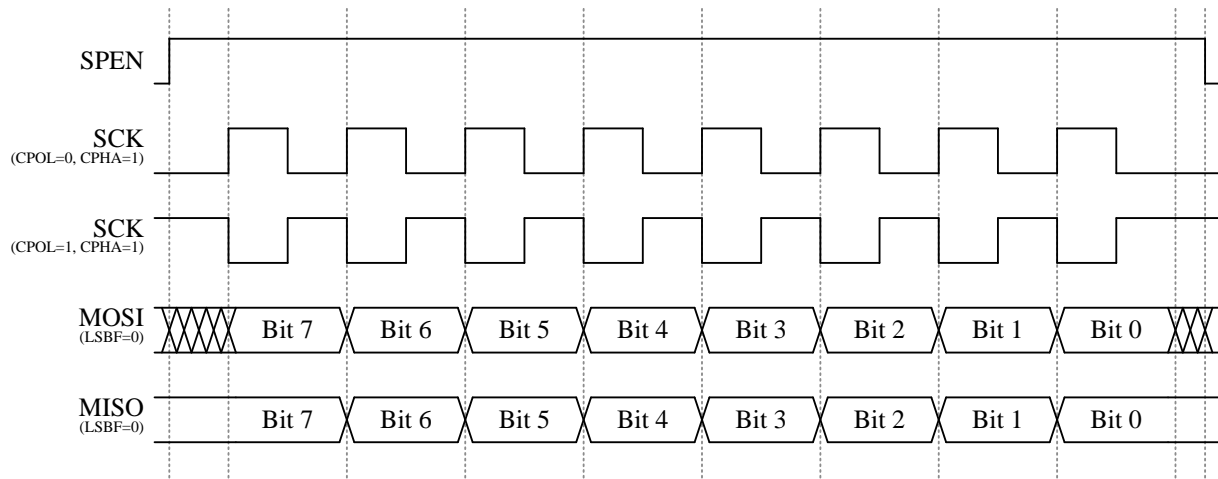 SPEN
SCK
(CPOL=0, CPHA=1)
SCK
(CPOL=1, CPHA=1)
MOSI
(LSBF=0)
Bit 7 Bit 6 Bit 5 Bit 4 Bit 3 Bit 2 Bit 1 Bit 0
MISO
(LSBF=0)
Bit 7 Bit 6 Bit 5 Bit 4 Bit 3 Bit 2 Bit 1 Bit 0